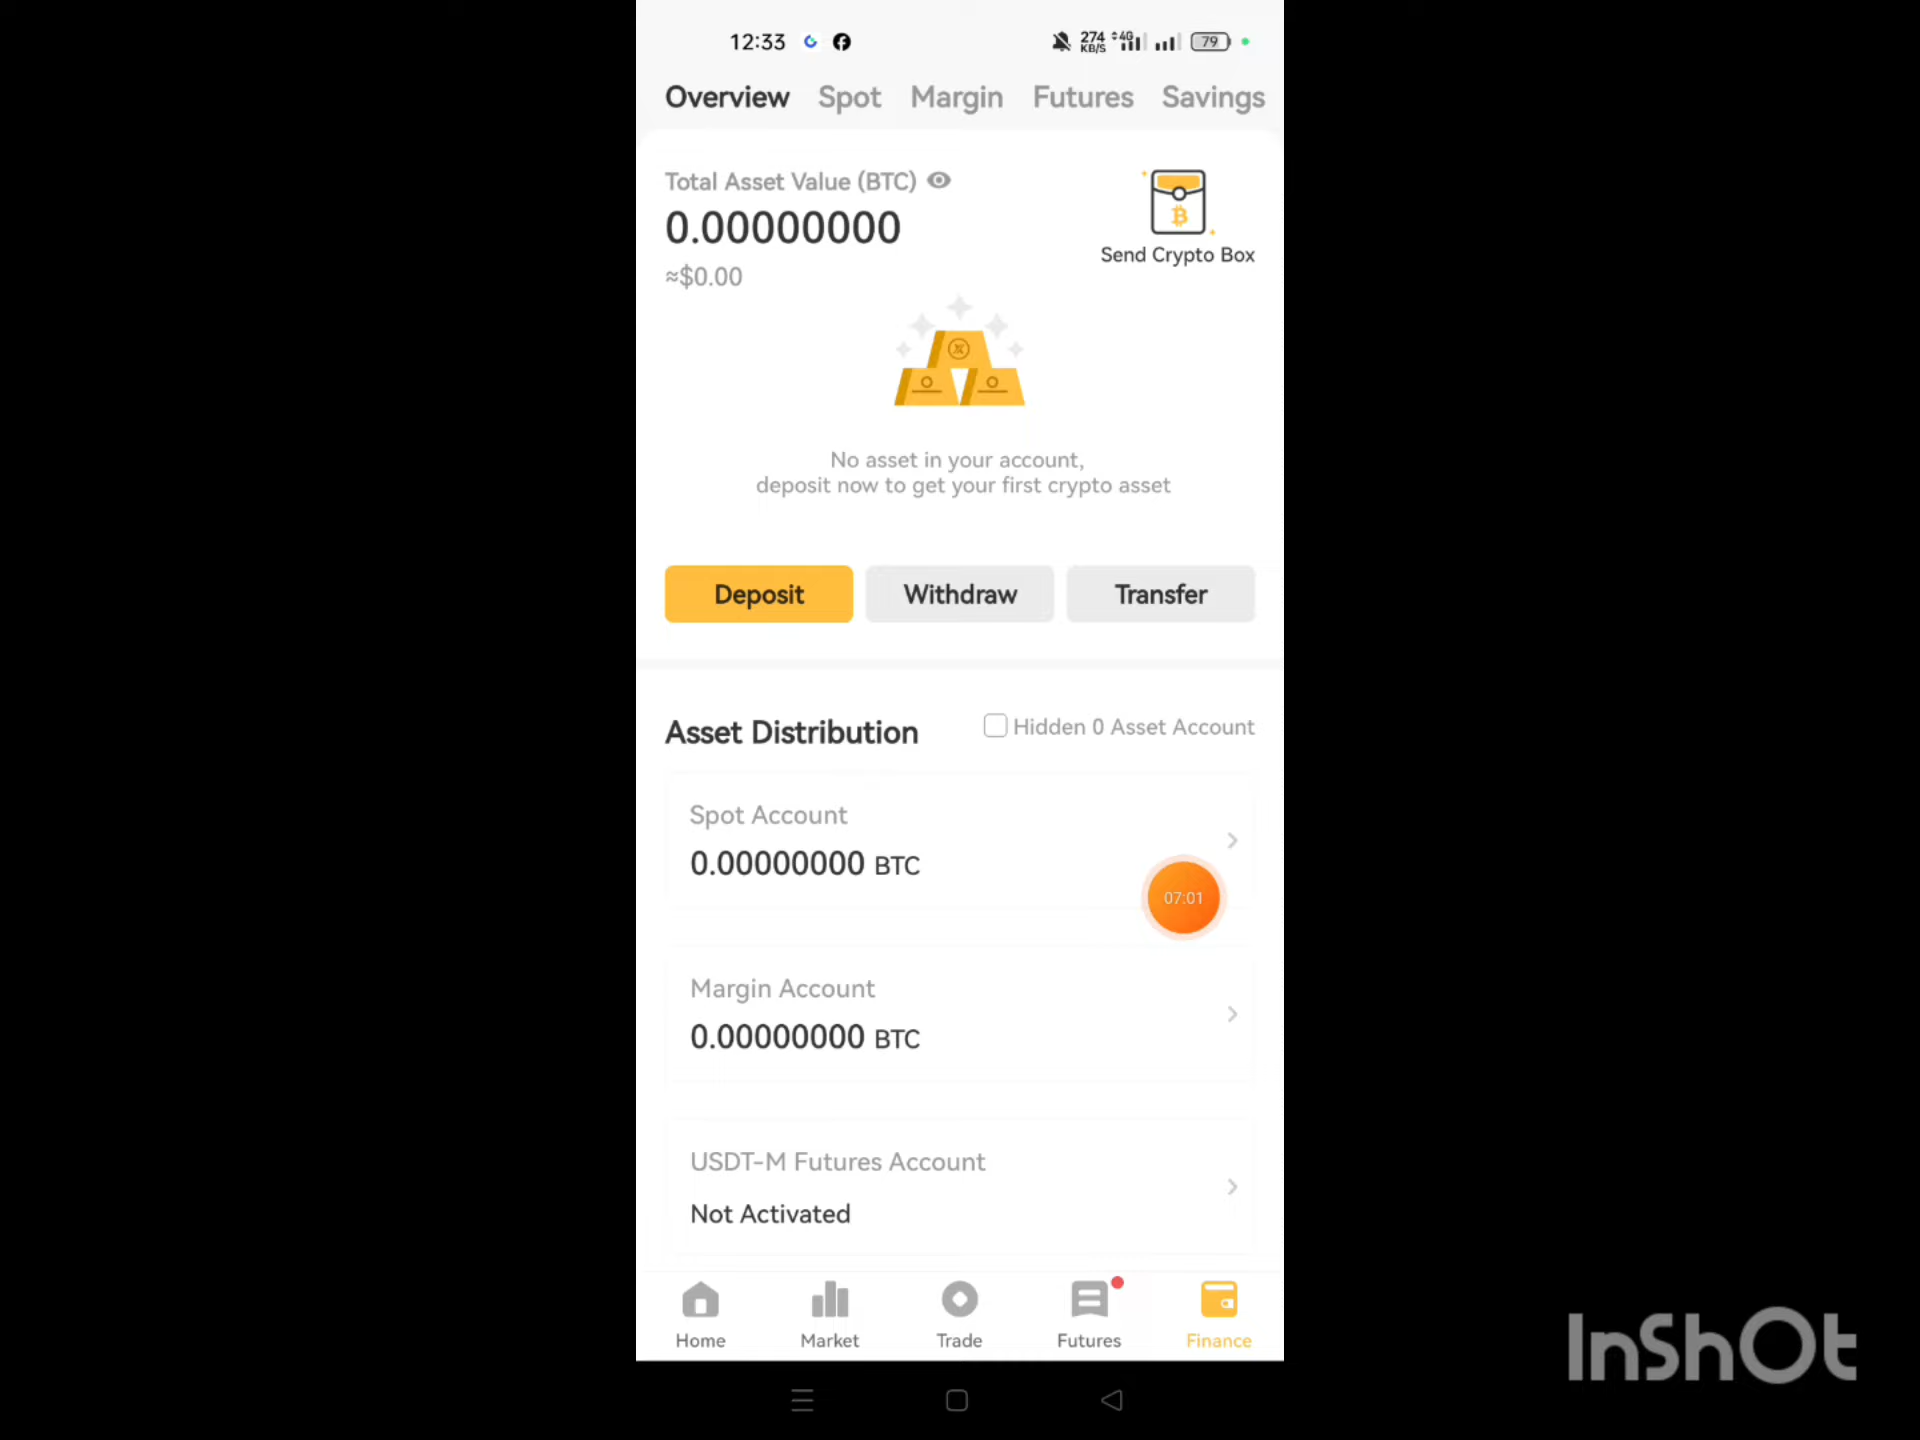 12:33
274 KB/S 4G 79
Overview Spot Margin Futures Savings
Total Asset Value (BTC)
0.00000000
≈$0.00
Send Crypto Box
No asset in your account,
deposit now to get your first crypto asset
Deposit Withdraw Transfer
Asset Distribution
Hidden 0 Asset Account
Spot Account
0.00000000 BTC
07:01
Margin Account
0.00000000 BTC
USDT-M Futures Account
Not Activated
Home Market Trade Futures Finance
InShOt